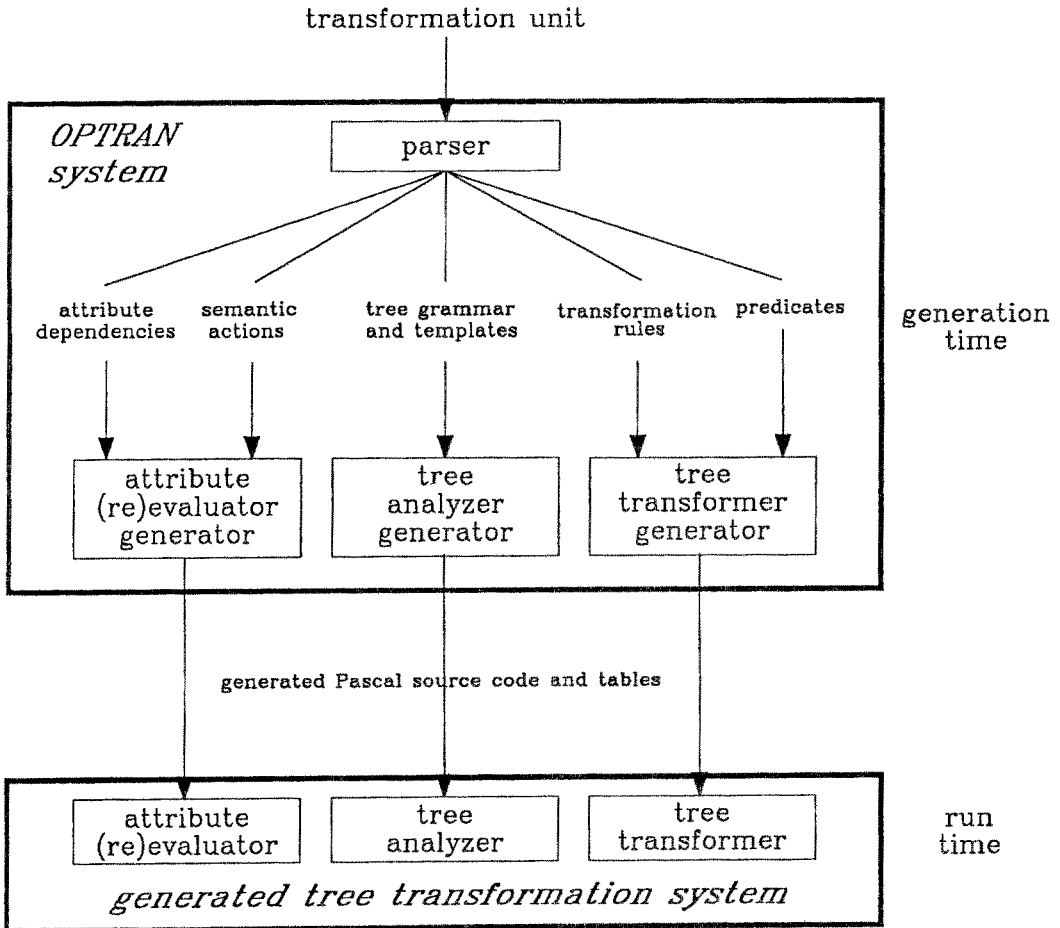 transformation unit
OPTRAN
system
parser
attribute
dependencies
semantic
actions
tree grammar
and templates
transformation
rules
predicates
generation
time
attribute
(re)evaluator
generator
tree
analyzer
generator
tree
transformer
generator
generated Pascal source code and tables
attribute
(re)evaluator
tree
analyzer
tree
transformer
run
time
generated tree transformation system